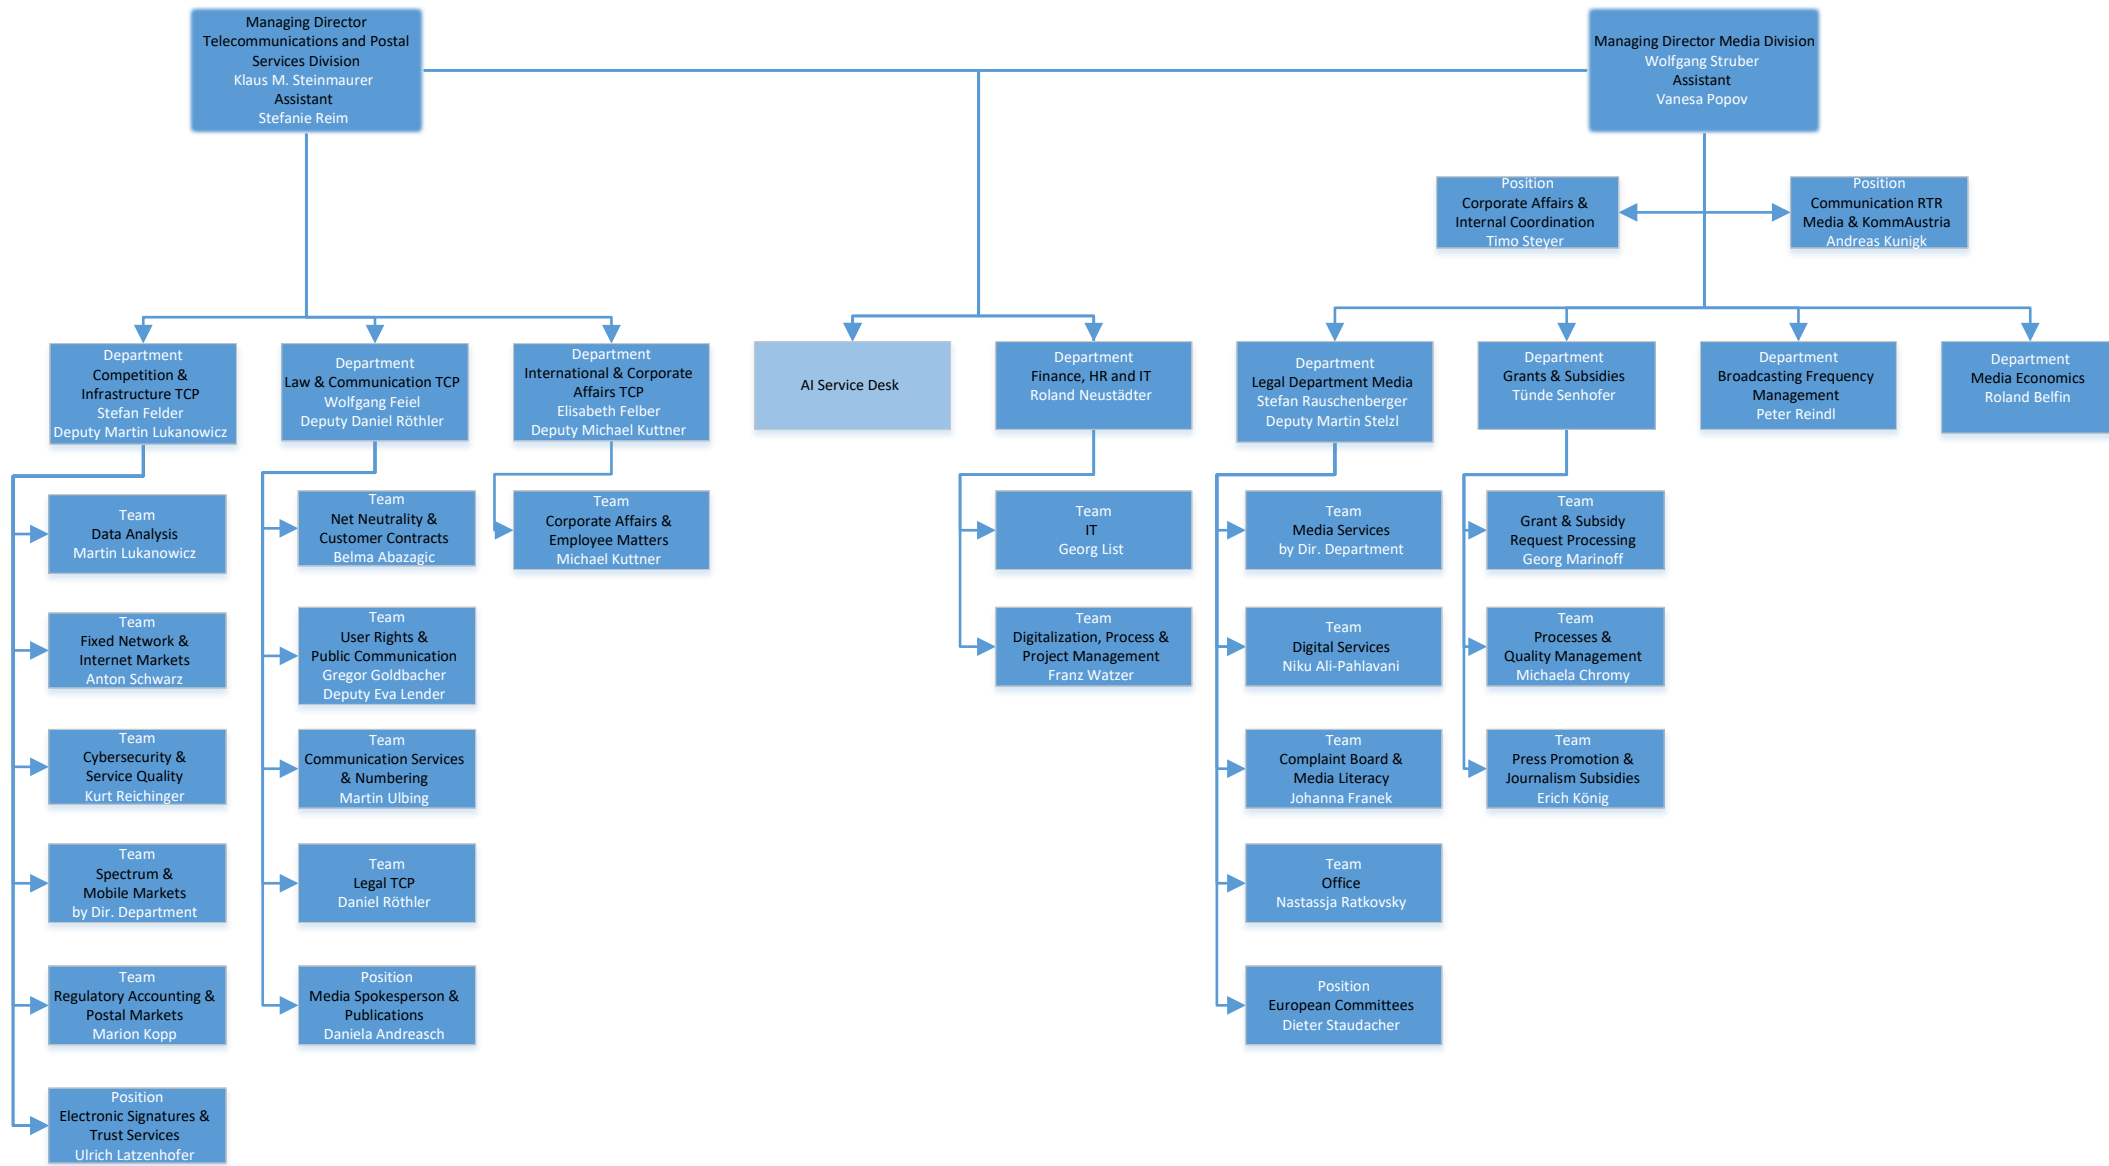 Managing Director
Telecommunications and Postal
Services Division
Klaus M. Steinmaurer
Assistant
Stefanie Reim
Managing Director Media Division
Wolfgang Struber
Assistant
Vanesa Popov
Position
Corporate Affairs &
Internal Coordination
Timo Steyer
Position
Communication RTR
Media & KommAustria
Andreas Kunigk
Department
Competition &
Infrastructure TCP
Stefan Felder
Deputy Martin Lukanowicz
Department
Law & Communication TCP
Wolfgang Feiel
Deputy Daniel Röthler
Department
International & Corporate
Affairs TCP
Elisabeth Felber
Deputy Michael Kuttner
AI Service Desk
Department
Finance, HR and IT
Roland Neustädter
Department
Legal Department Media
Stefan Rauschenberger
Deputy Martin Stelzl
Department
Grants & Subsidies
Tünde Senhofer
Department
Broadcasting Frequency
Management
Peter Reindl
Department
Media Economics
Roland Belfin
Team
Data Analysis
Martin Lukanowicz
Team
Fixed Network &
Internet Markets
Anton Schwarz
Team
Cybersecurity &
Service Quality
Kurt Reichinger
Team
Spectrum &
Mobile Markets
by Dir. Department
Team
Regulatory Accounting &
Postal Markets
Marion Kopp
Position
Electronic Signatures &
Trust Services
Ulrich Latzenhofer
Team
Net Neutrality &
Customer Contracts
Belma Abazagic
Team
User Rights &
Public Communication
Gregor Goldbacher
Deputy Eva Lender
Team
Communication Services
& Numbering
Martin Ulbing
Team
Legal TCP
Daniel Röthler
Position
Media Spokesperson &
Publications
Daniela Andreasch
Team
Corporate Affairs &
Employee Matters
Michael Kuttner
Team
IT
Georg List
Team
Digitalization, Process &
Project Management
Franz Watzer
Team
Media Services
by Dir. Department
Team
Digital Services
Niku Ali-Pahlavani
Team
Complaint Board &
Media Literacy
Johanna Franek
Team
Office
Nastassja Ratkovsky
Position
European Committees
Dieter Staudacher
Team
Grant & Subsidy
Request Processing
Georg Marinoff
Team
Processes &
Quality Management
Michaela Chromy
Team
Press Promotion &
Journalism Subsidies
Erich König